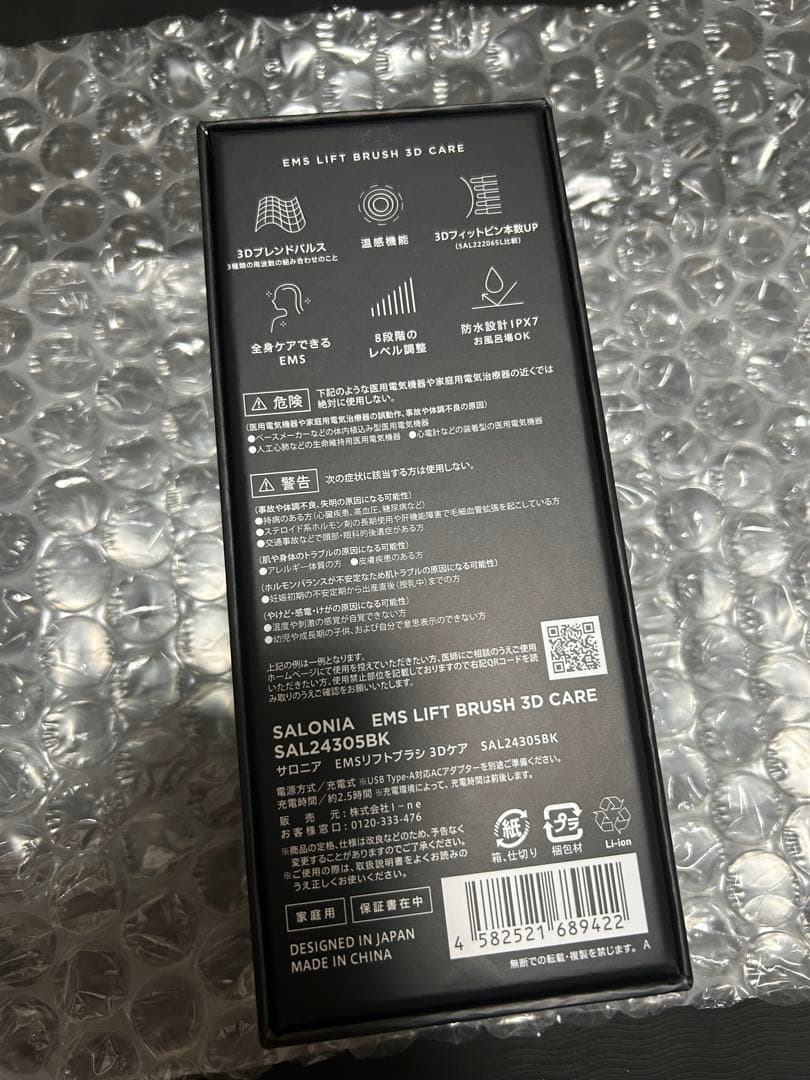 EMS LIFT BRUSH 3D CARE
3Dブレンドパルス
3種類の周波数の組み合わせのこと
温感機能
3Dフィットピン本数UP
(SAL22206SL比較)
全身ケアできる
EMS
8段階の
レベル調整
防水設計IPX7
お風呂場OK
危険
下記のような医用電気機器や家庭用電気治療器の近くでは
絶対に使用しない。
(医用電気機器や家庭用電気治療器の誤動作、事故や体調不良の原因)
●ペースメーカーなどの体内植込み型医用電気機器
●人工心肺などの生命維持用医用電気機器 ●心電計などの装着型の医用電気機器
警告
次の症状に該当する方は使用しない。
(事故や体調不良、失明の原因になる可能性)
●持病のある方(心臓疾患、高血圧、糖尿病など)
●ステロイド系ホルモン剤の長期使用や肝機能障害で毛細血管拡張を起こしている方
●交通事故などで頭部・眼科的後遺症がある方
(肌や身体のトラブルの原因になる可能性)
●アレルギー体質の方 ●皮膚疾患のある方
(ホルモンバランスが不安定なため肌トラブルの原因になる可能性)
●妊娠初期の不安定期から出産直後(授乳中)までの方
(やけど・感電・けがの原因になる可能性)
●温度や刺激の感覚が自覚できない方
●幼児や成長期の子供、および自分で意思表示のできない方
上記の例は一例となります。
ホームページにて使用を控えていただきたい方、医師にご相談のうえご使用
いただきたい方、使用禁止部位を記載しておりますので右記QRコードを読
み取りのうえご確認をお願いいたします。
SALONIA EMS LIFT BRUSH 3D CARE
SAL24305BK
サロニア EMSリフトブラシ 3Dケア SAL24305BK
電源方式/充電式 ※USB Type-A対応ACアダプターを別途ご準備ください。
充電時間/約2.5時間 ※充電環境によって、充電時間は前後します。
販売元:株式会社I-ne
お客様窓口:0120-333-476
※商品の定格、仕様は改良などのため、予告なく
変更することがありますのでご了承ください。
※ご使用の際は、取扱説明書をよくお読みの
うえ正しくお使いください。
紙
箱、仕切り
プラ
梱包材
Li-ion
家庭用
保証書在中
DESIGNED IN JAPAN
MADE IN CHINA
4 582521 689422
無断での転載・複製を禁じます。 A